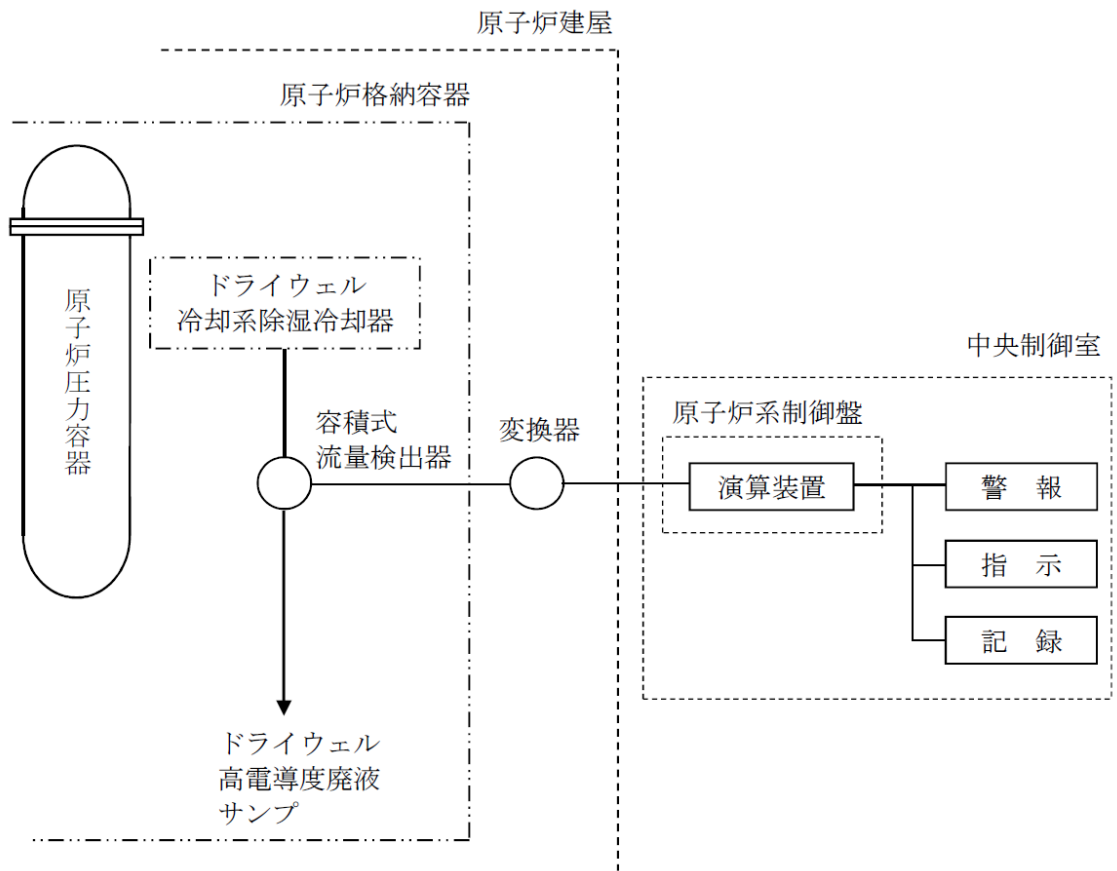 原子炉建屋
原子炉格納容器
原子炉圧力容器
ドライウェル
冷却系除湿冷却器
容積式
流量検出器
変換器
中央制御室
原子炉系制御盤
演算装置
警　報
指　示
記　録
ドライウェル
高電導度廃液
サンプ